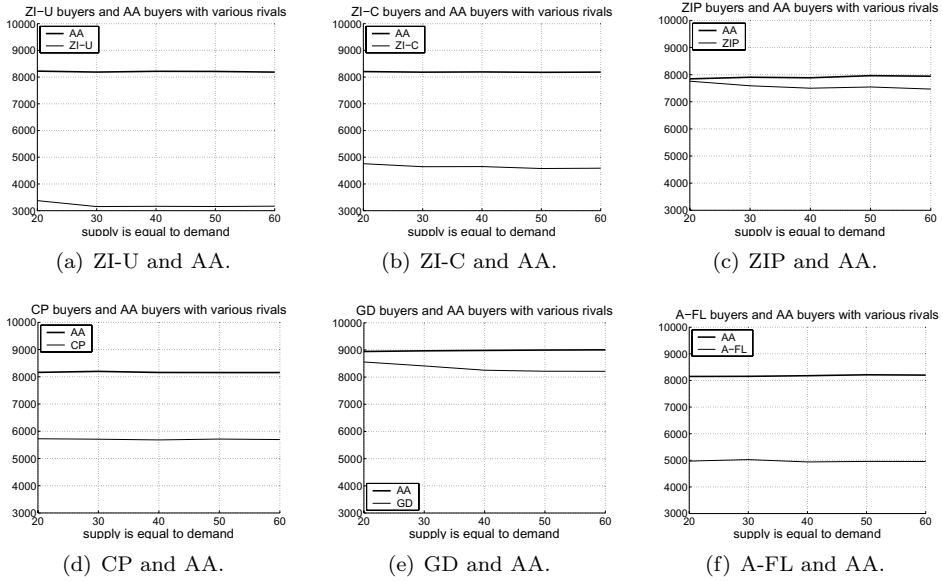 ZI−U buyers and AA buyers with various rivals
10000
9000
8000
7000
6000
5000
4000
3000
AA
ZI−U
20 30 40 50 60
supply is equal to demand
(a) ZI-U and AA.
ZI−C buyers and AA buyers with various rivals
10000
9000
8000
7000
6000
5000
4000
3000
AA
ZI−C
20 30 40 50 60
supply is equal to demand
(b) ZI-C and AA.
ZIP buyers and AA buyers with various rivals
10000
9000
8000
7000
6000
5000
4000
3000
AA
ZIP
20 30 40 50 60
supply is equal to demand
(c) ZIP and AA.
CP buyers and AA buyers with various rivals
10000
9000
8000
7000
6000
5000
4000
3000
AA
CP
20 30 40 50 60
supply is equal to demand
(d) CP and AA.
GD buyers and AA buyers with various rivals
10000
9000
8000
7000
6000
5000
4000
3000
AA
GD
20 30 40 50 60
supply is equal to demand
(e) GD and AA.
A−FL buyers and AA buyers with various rivals
10000
9000
8000
7000
6000
5000
4000
3000
AA
A−FL
20 30 40 50 60
supply is equal to demand
(f) A-FL and AA.